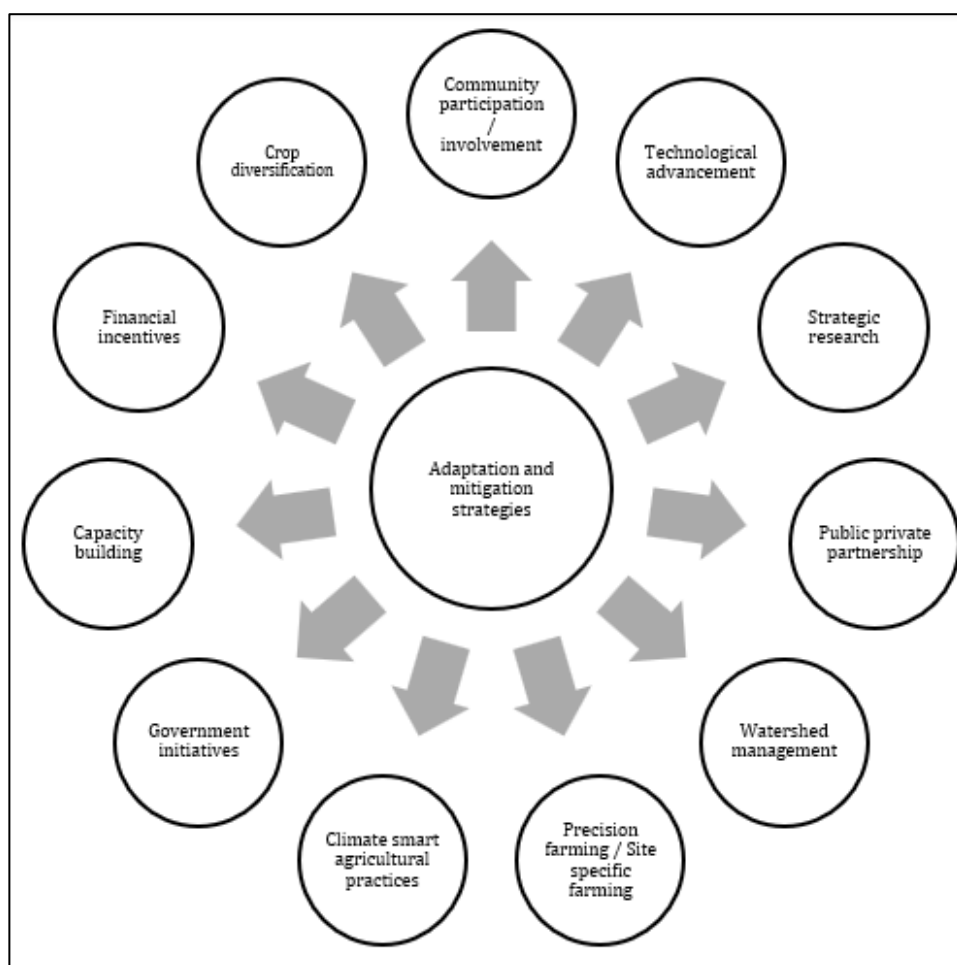 Community
participation
/
involvement
Technological
advancement
Strategic
research
Public private
partnership
Watershed
management
Precision
farming / Site
specific
farming
Climate smart
agricultural
practices
Government
initiatives
Capacity
building
Financial
incentives
Crop
diversification
Adaptation and
mitigation
strategies